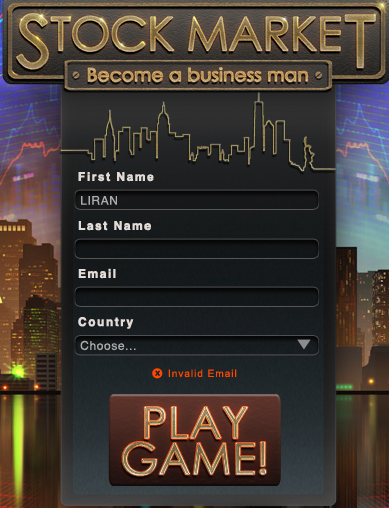 STOCK MARKET
Become a business man
First Name
LIRAN
Last Name
Email
Country
Choose...
Invalid Email
PLAY
GAME!